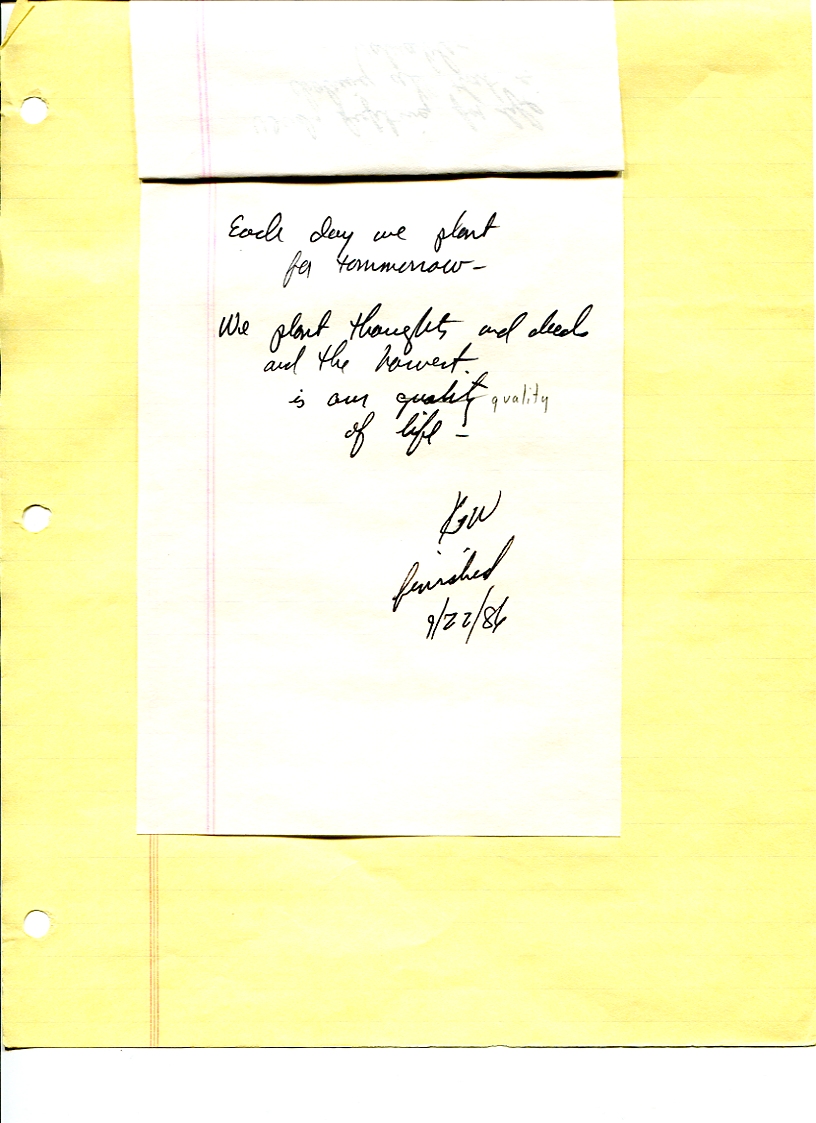 Each day we plant
for tommorrow-
We plant thoughts and deeds
and the harvest.
is our quality quality
of life -
KGW
finished
9/22/86